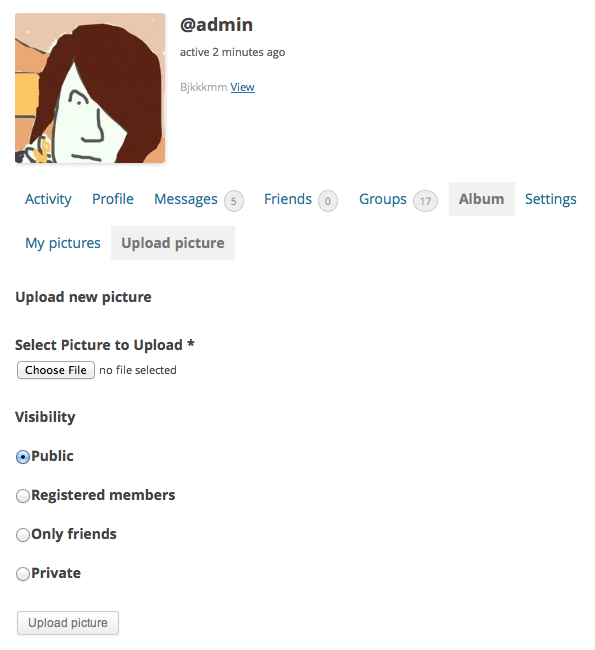 @admin
active 2 minutes ago
Bjkkkmm View
Activity Profile Messages 5 Friends 0 Groups 17 Album Settings
My pictures Upload picture
Upload new picture
Select Picture to Upload *
Choose File no file selected
Visibility
Public
Registered members
Only friends
Private
Upload picture